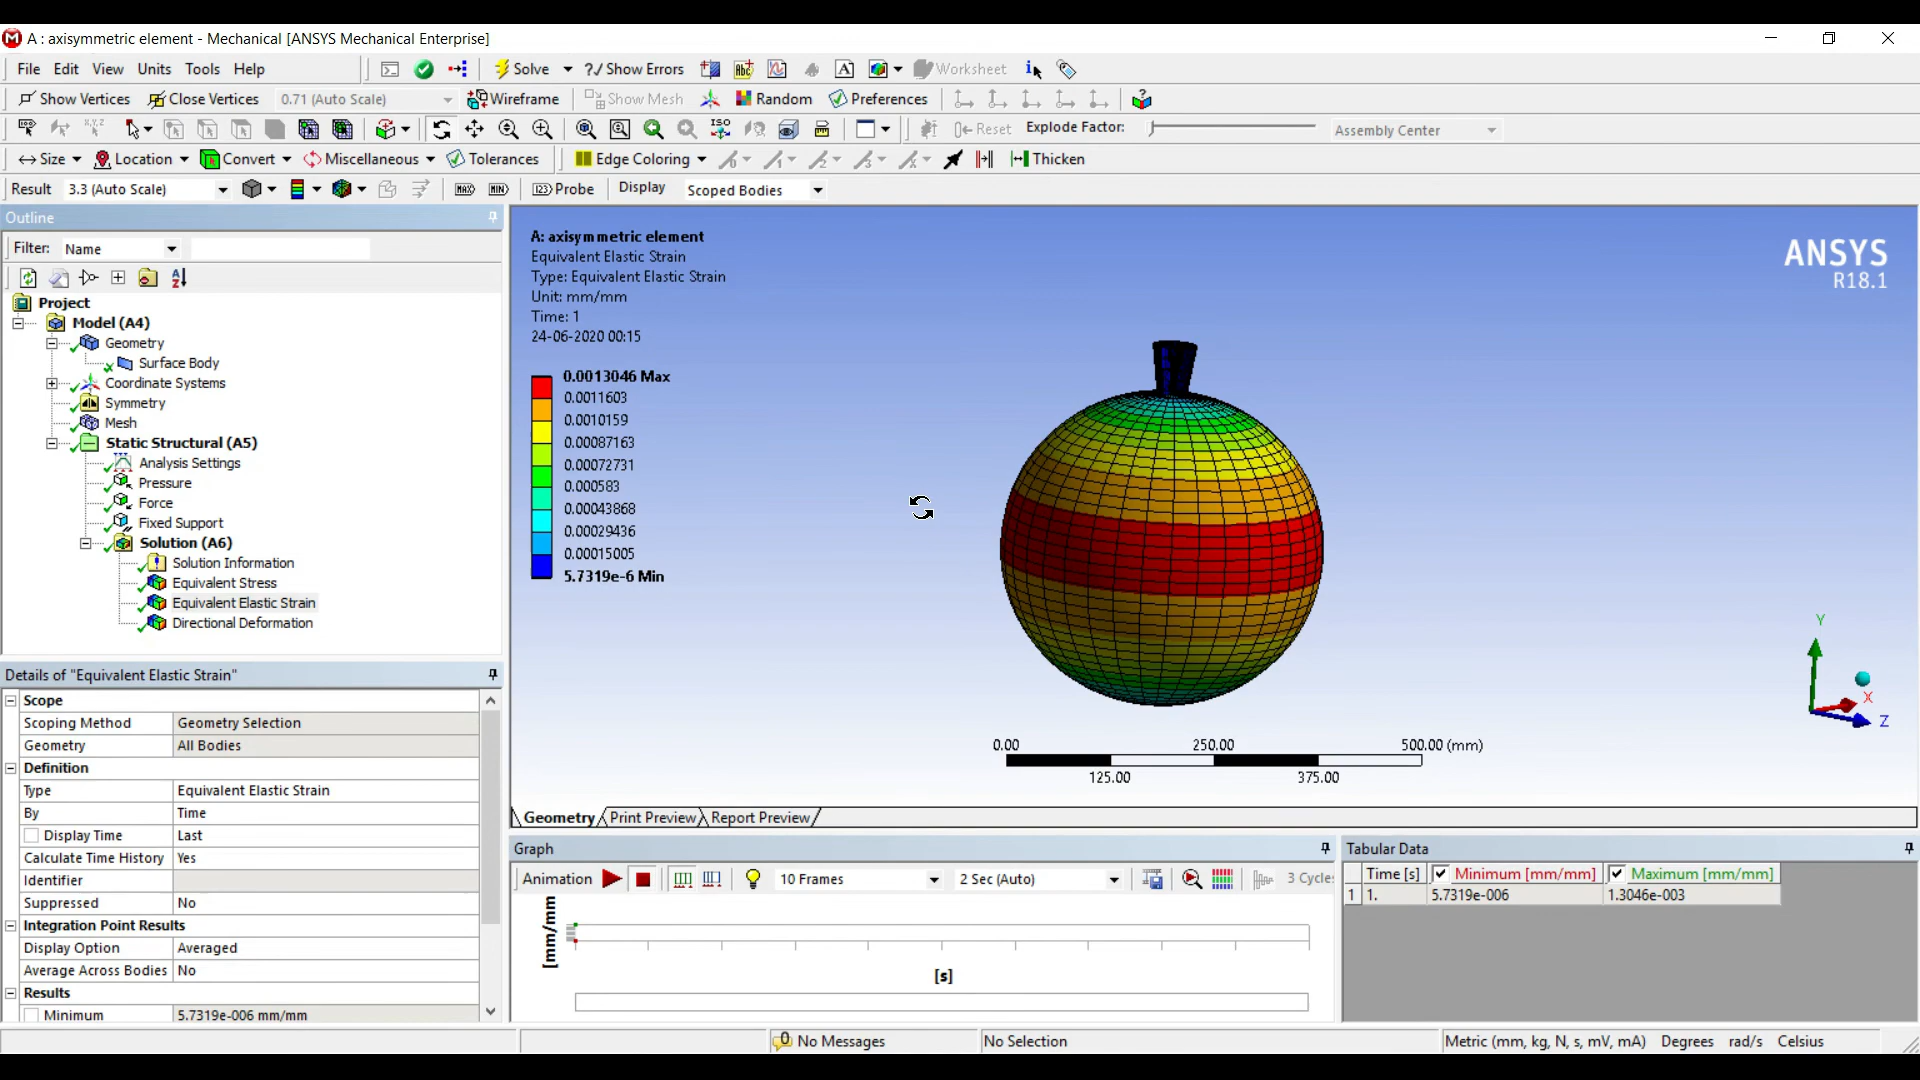 A : axisymmetric element - Mechanical [ANSYS Mechanical Enterprise]
File Edit View Units Tools Help Solve ?/ Show Errors Worksheet
Show Vertices Close Vertices 0.71 (Auto Scale) Wireframe Show Mesh Random Preferences
ISO Reset Explode Factor: Assembly Center
Size Location Convert Miscellaneous Tolerances Edge Coloring Thicken
Result 3.3 (Auto Scale) MAX MIN Probe Display Scoped Bodies
Outline
Filter: Name
Project
Model (A4)
Geometry
Surface Body
Coordinate Systems
Symmetry
Mesh
Static Structural (A5)
Analysis Settings
Pressure
Force
Fixed Support
Solution (A6)
Solution Information
Equivalent Stress
Equivalent Elastic Strain
Directional Deformation
Details of "Equivalent Elastic Strain"
Scope
Scoping Method Geometry Selection
Geometry All Bodies
Definition
Type Equivalent Elastic Strain
By Time
Display Time Last
Calculate Time History Yes
Identifier
Suppressed No
Integration Point Results
Display Option Averaged
Average Across Bodies No
Results
Minimum 5.7319e-006 mm/mm
A: axisymmetric element
Equivalent Elastic Strain
Type: Equivalent Elastic Strain
Unit: mm/mm
Time: 1
24-06-2020 00:15
0.0013046 Max
0.0011603
0.0010159
0.00087163
0.00072731
0.000583
0.00043868
0.00029436
0.00015005
5.7319e-6 Min
ANSYS
R18.1
Y
X
Z
0.00 250.00 500.00 (mm)
125.00 375.00
Geometry Print Preview Report Preview
Graph
Animation 10 Frames 2 Sec (Auto) 3 Cycles
[mm/mm
[s]
Tabular Data
Time [s] Minimum [mm/mm] Maximum [mm/mm]
1 1. 5.7319e-006 1.3046e-003
No Messages No Selection Metric (mm, kg, N, s, mV, mA) Degrees rad/s Celsius